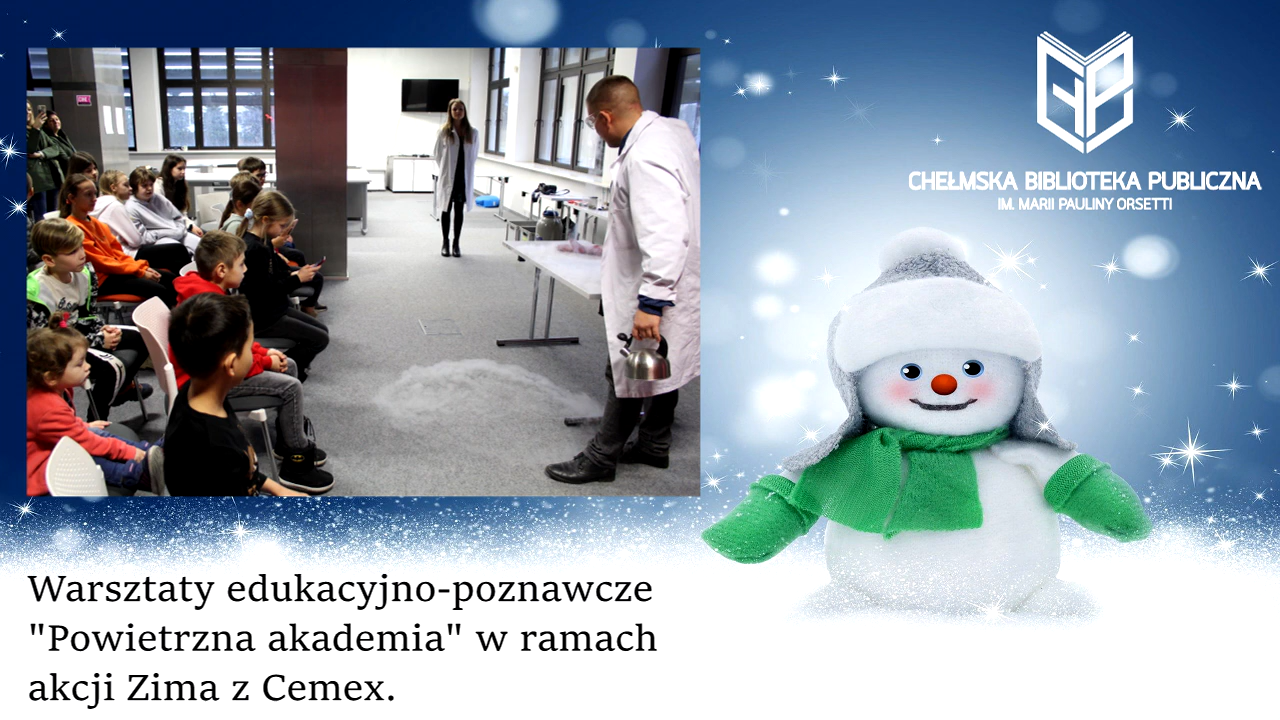 CHEŁMSKA BIBLIOTEKA PUBLICZNA
IM. MARII PAULINY ORSETTI
Warsztaty edukacyjno-poznawcze
"Powietrzna akademia" w ramach
akcji Zima z Cemex.